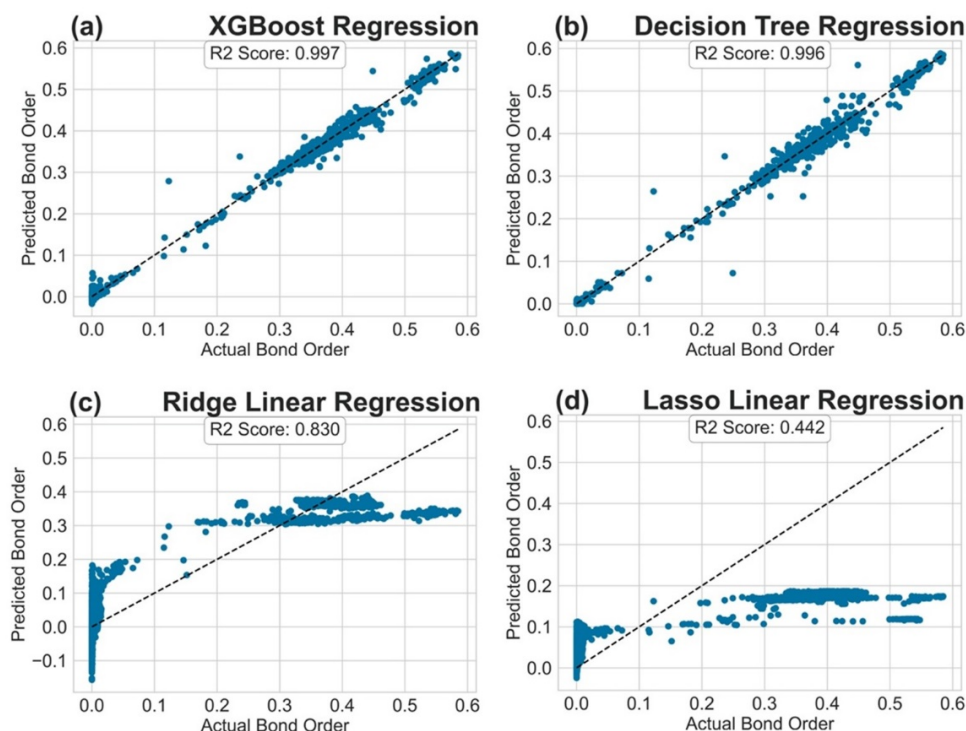 (a) XGBoost Regression
R2 Score: 0.997
Predicted Bond Order
0.6
0.5
0.4
0.3
0.2
0.1
0.0
0.0 0.1 0.2 0.3 0.4 0.5 0.6
Actual Bond Order
(b) Decision Tree Regression
R2 Score: 0.996
Predicted Bond Order
0.6
0.5
0.4
0.3
0.2
0.1
0.0
0.0 0.1 0.2 0.3 0.4 0.5 0.6
Actual Bond Order
(c) Ridge Linear Regression
R2 Score: 0.830
Predicted Bond Order
0.6
0.5
0.4
0.3
0.2
0.1
0.0
−0.1
0.0 0.1 0.2 0.3 0.4 0.5 0.6
Actual Bond Order
(d) Lasso Linear Regression
R2 Score: 0.442
Predicted Bond Order
0.6
0.5
0.4
0.3
0.2
0.1
0.0
0.0 0.1 0.2 0.3 0.4 0.5 0.6
Actual Bond Order